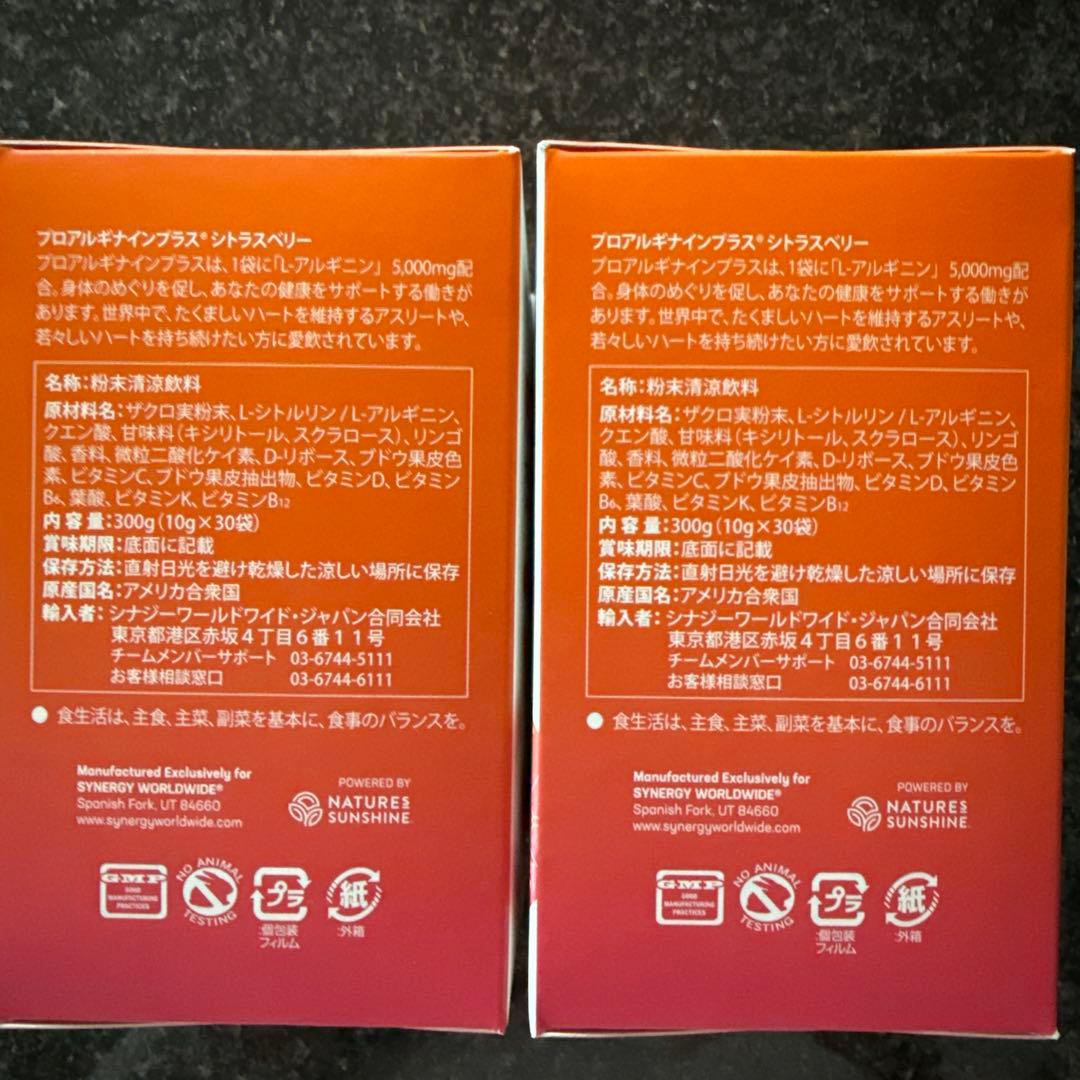 プロアルギナインプラス® シトラスベリー
プロアルギナインプラスは、1袋に「L-アルギニン」 5,000mg配
合。身体のめぐりを促し、あなたの健康をサポートする働きが
あります。世界中で、たくましいハートを維持するアスリートや、
若々しいハートを持ち続けたい方に愛飲されています。
名称：粉末清涼飲料
原材料名：ザクロ実粉末、L-シトルリン / L-アルギニン、
クエン酸、甘味料（キシリトール、スクラロース）、リンゴ
酸、香料、微粒二酸化ケイ素、D-リボース、ブドウ果皮色
素、ビタミンC、ブドウ果皮抽出物、ビタミンD、ビタミン
B6、葉酸、ビタミンK、ビタミンB12
内容量：300g（10g×30袋）
賞味期限：底面に記載
保存方法：直射日光を避け乾燥した涼しい場所に保存
原産国名：アメリカ合衆国
輸入者：シナジーワールドワイド・ジャパン合同会社
東京都港区赤坂４丁目６番１１号
チームメンバーサポート 03-6744-5111
お客様相談窓口 03-6744-6111
● 食生活は、主食、主菜、副菜を基本に、食事のバランスを。
Manufactured Exclusively for
SYNERGY WORLDWIDE®
Spanish Fork, UT 84660
www.synergyworldwide.com
POWERED BY
NATURE'S
SUNSHINE
GMP
GOOD
MANUFACTURING
PRACTICES
NO ANIMAL
TESTING
プラ
:個包装
フィルム
紙
:外箱
プロアルギナインプラス® シトラスベリー
プロアルギナインプラスは、1袋に「L-アルギニン」 5,000mg配
合。身体のめぐりを促し、あなたの健康をサポートする働きが
あります。世界中で、たくましいハートを維持するアスリートや、
若々しいハートを持ち続けたい方に愛飲されています。
名称：粉末清涼飲料
原材料名：ザクロ実粉末、L-シトルリン / L-アルギニン、
クエン酸、甘味料（キシリトール、スクラロース）、リンゴ
酸、香料、微粒二酸化ケイ素、D-リボース、ブドウ果皮色
素、ビタミンC、ブドウ果皮抽出物、ビタミンD、ビタミン
B6、葉酸、ビタミンK、ビタミンB12
内容量：300g（10g×30袋）
賞味期限：底面に記載
保存方法：直射日光を避け乾燥した涼しい場所に保存
原産国名：アメリカ合衆国
輸入者：シナジーワールドワイド・ジャパン合同会社
東京都港区赤坂４丁目６番１１号
チームメンバーサポート 03-6744-5111
お客様相談窓口 03-6744-6111
● 食生活は、主食、主菜、副菜を基本に、食事のバランスを。
Manufactured Exclusively for
SYNERGY WORLDWIDE®
Spanish Fork, UT 84660
www.synergyworldwide.com
POWERED BY
NATURE'S
SUNSHINE
GMP
GOOD
MANUFACTURING
PRACTICES
NO ANIMAL
TESTING
プラ
:個包装
フィルム
紙
:外箱